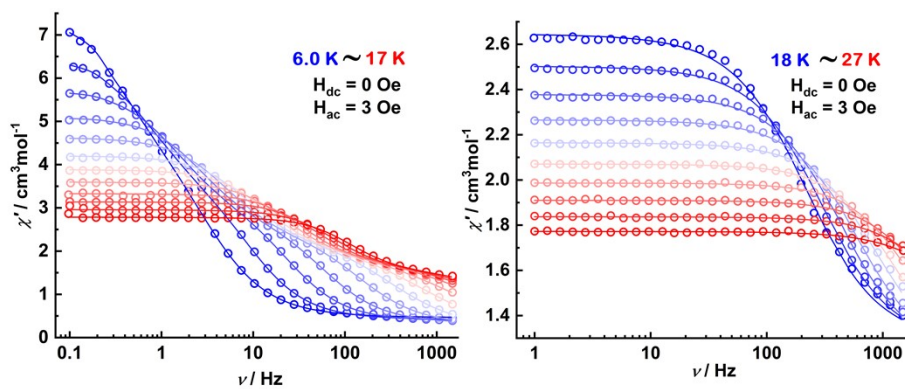 7
6
5
4
3
2
1
0
χ′ / cm³mol⁻¹
6.0 K ~ 17 K
H_dc = 0 Oe
H_ac = 3 Oe
0.1 1 10 100 1000
ν / Hz
2.6
2.4
2.2
2.0
1.8
1.6
1.4
χ′ / cm³mol⁻¹
18 K ~ 27 K
H_dc = 0 Oe
H_ac = 3 Oe
1 10 100 1000
ν / Hz